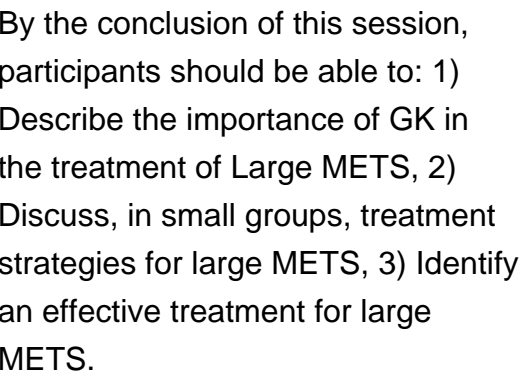 By the conclusion of this session,
participants should be able to: 1)
Describe the importance of GK in
the treatment of Large METS, 2)
Discuss, in small groups, treatment
strategies for large METS, 3) Identify
an effective treatment for large
METS.